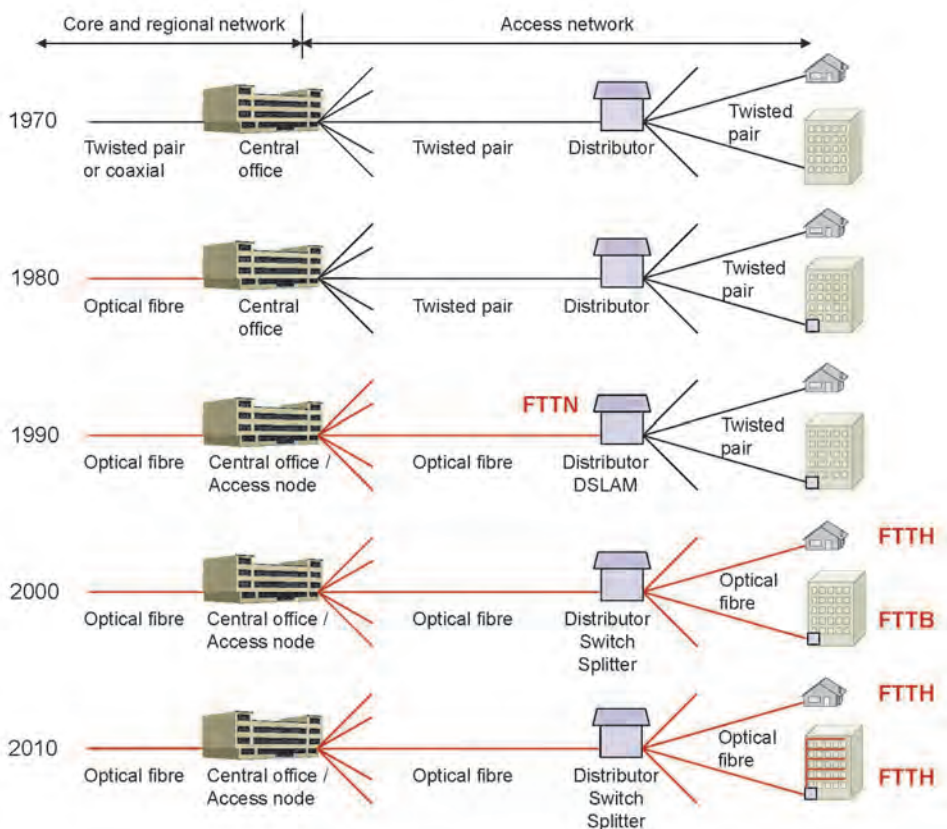 Core and regional network
Access network
1970
Twisted pair
or coaxial
Central
office
Twisted pair
Distributor
Twisted
pair
1980
Optical fibre
Central
office
Twisted pair
Distributor
Twisted
pair
1990
Optical fibre
Central office /
Access node
FTTN
Optical fibre
Distributor
DSLAM
Twisted
pair
2000
Optical fibre
Central office /
Access node
Optical fibre
Distributor
Switch
Splitter
Optical
fibre
FTTH
FTTB
2010
Optical fibre
Central office /
Access node
Optical fibre
Distributor
Switch
Splitter
Optical
fibre
FTTH
FTTH